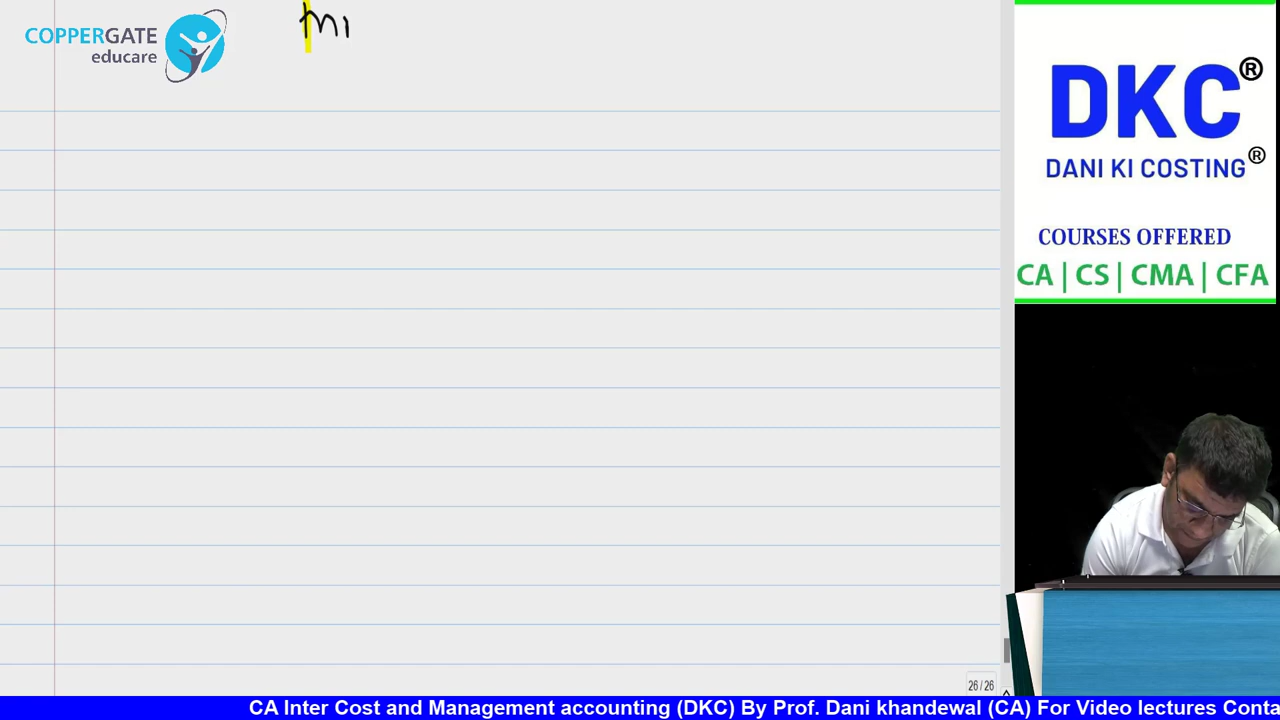 COPPERGATE
educare
mi
DKC®
DANI KI COSTING®
COURSES OFFERED
CA | CS | CMA | CFA
26 / 26
CA Inter Cost and Management accounting (DKC) By Prof. Dani khandewal (CA) For Video lectures Conta